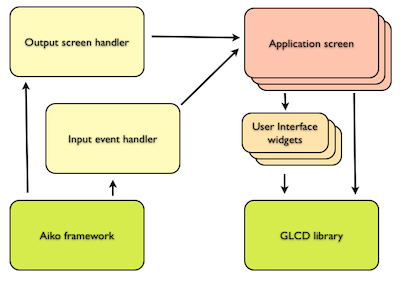 Output screen handler
Application screen
Input event handler
User Interface
widgets
Aiko framework
GLCD library